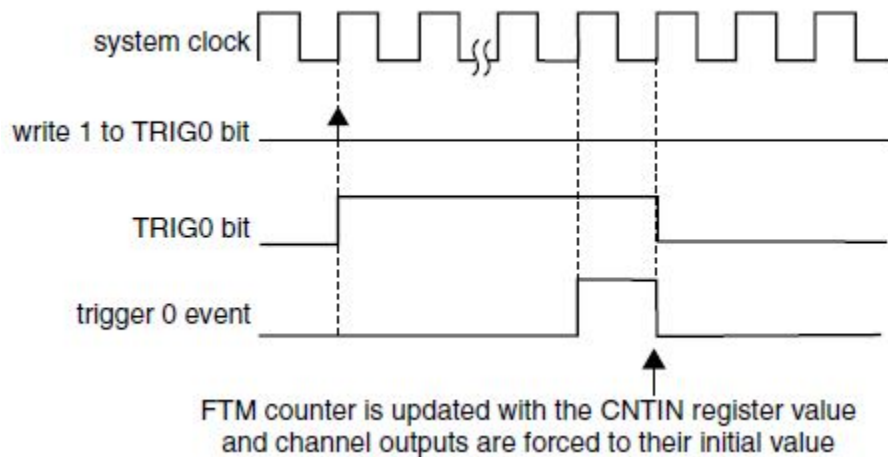 system clock
write 1 to TRIG0 bit
TRIG0 bit
trigger 0 event
FTM counter is updated with the CNTIN register value
and channel outputs are forced to their initial value